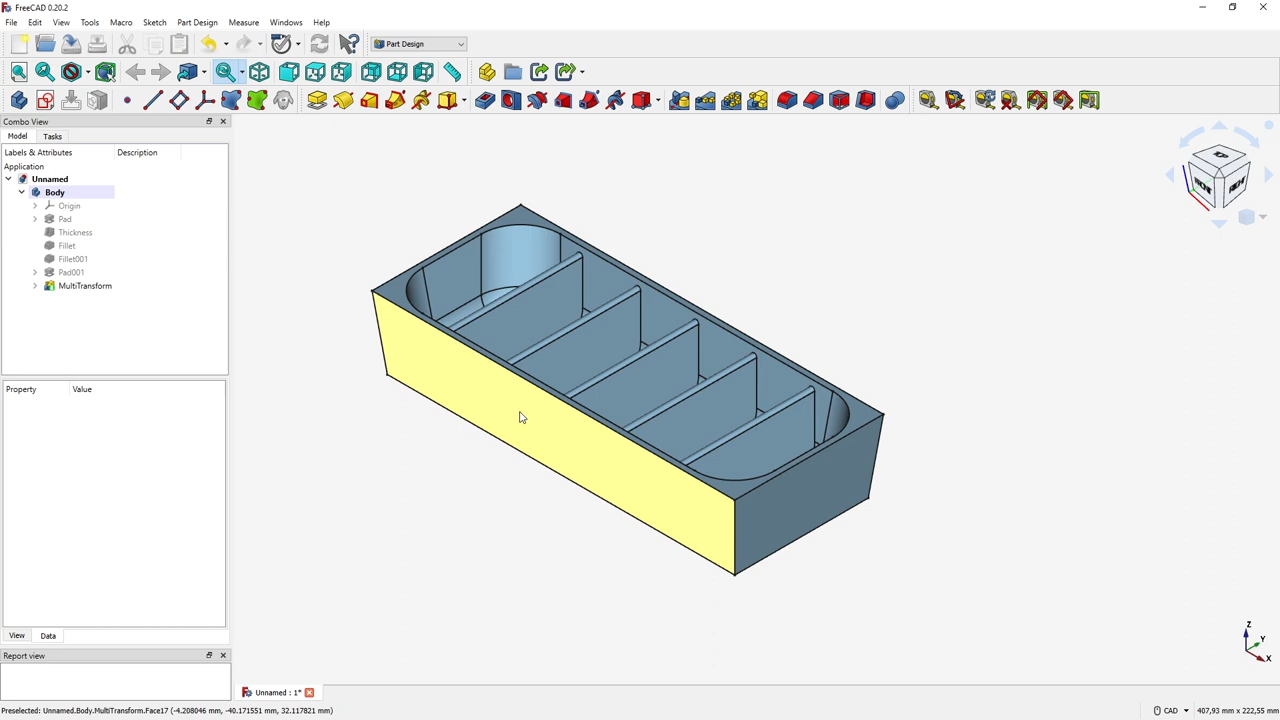 FreeCAD 0.20.2
File Edit View Tools Macro Sketch Part Design Measure Windows Help
Part Design
Combo View
Model Tasks
Labels & Attributes Description
Application
Unnamed
Body
Origin
Pad
Thickness
Fillet
Fillet001
Pad001
MultiTransform
Property Value
View Data
Report view
Z
Y
X
Unnamed : 1*
Preselected: Unnamed.Body.MultiTransform.Face17 (-4.208046 mm, -40.171551 mm, 32.117821 mm)
CAD
407,93 mm x 222,55 mm